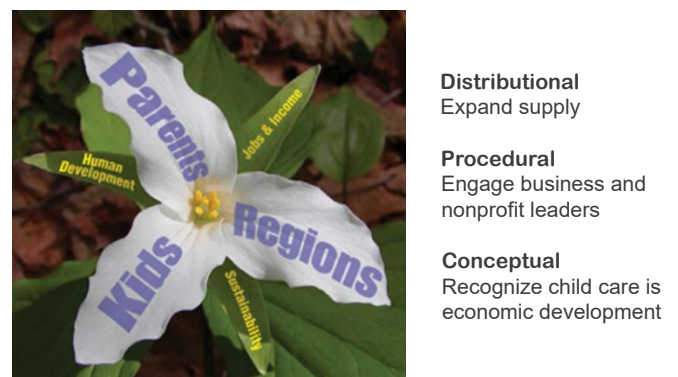 Parents
Jobs & Income
Human
Development
Regions
Kids
Sustainability
Distributional
Expand supply
Procedural
Engage business and
nonprofit leaders
Conceptual
Recognize child care is
economic development